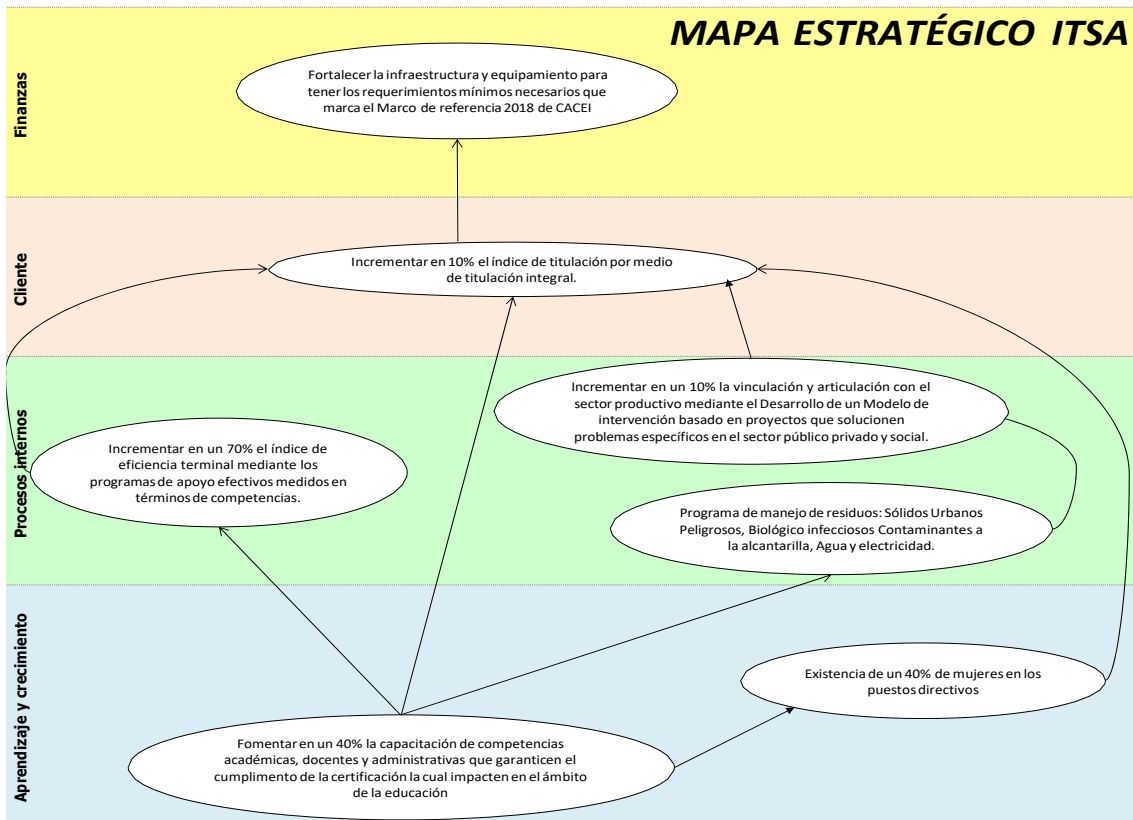 MAPA ESTRATÉGICO ITSA
Finanzas
Fortalecer la infraestructura y equipamiento para
tener los requerimientos mínimos necesarios que
marca el Marco de referencia 2018 de CACEI
Cliente
Incrementar en 10% el índice de titulación por medio
de titulación integral.
Procesos internos
Incrementar en un 10% la vinculación y articulación con el
sector productivo mediante el Desarrollo de un Modelo de
intervención basado en proyectos que solucionen
problemas específicos en el sector público privado y social.
Incrementar en un 70% el índice de
eficiencia terminal mediante los
programas de apoyo efectivos medidos en
términos de competencias.
Programa de manejo de residuos: Sólidos Urbanos
Peligrosos, Biológico infecciosos Contaminantes a
la alcantarilla, Agua y electricidad.
Aprendizaje y crecimiento
Existencia de un 40% de mujeres en los
puestos directivos
Fomentar en un 40% la capacitación de competencias
académicas, docentes y administrativas que garanticen el
cumplimento de la certificación la cual impacten en el ámbito
de la educación